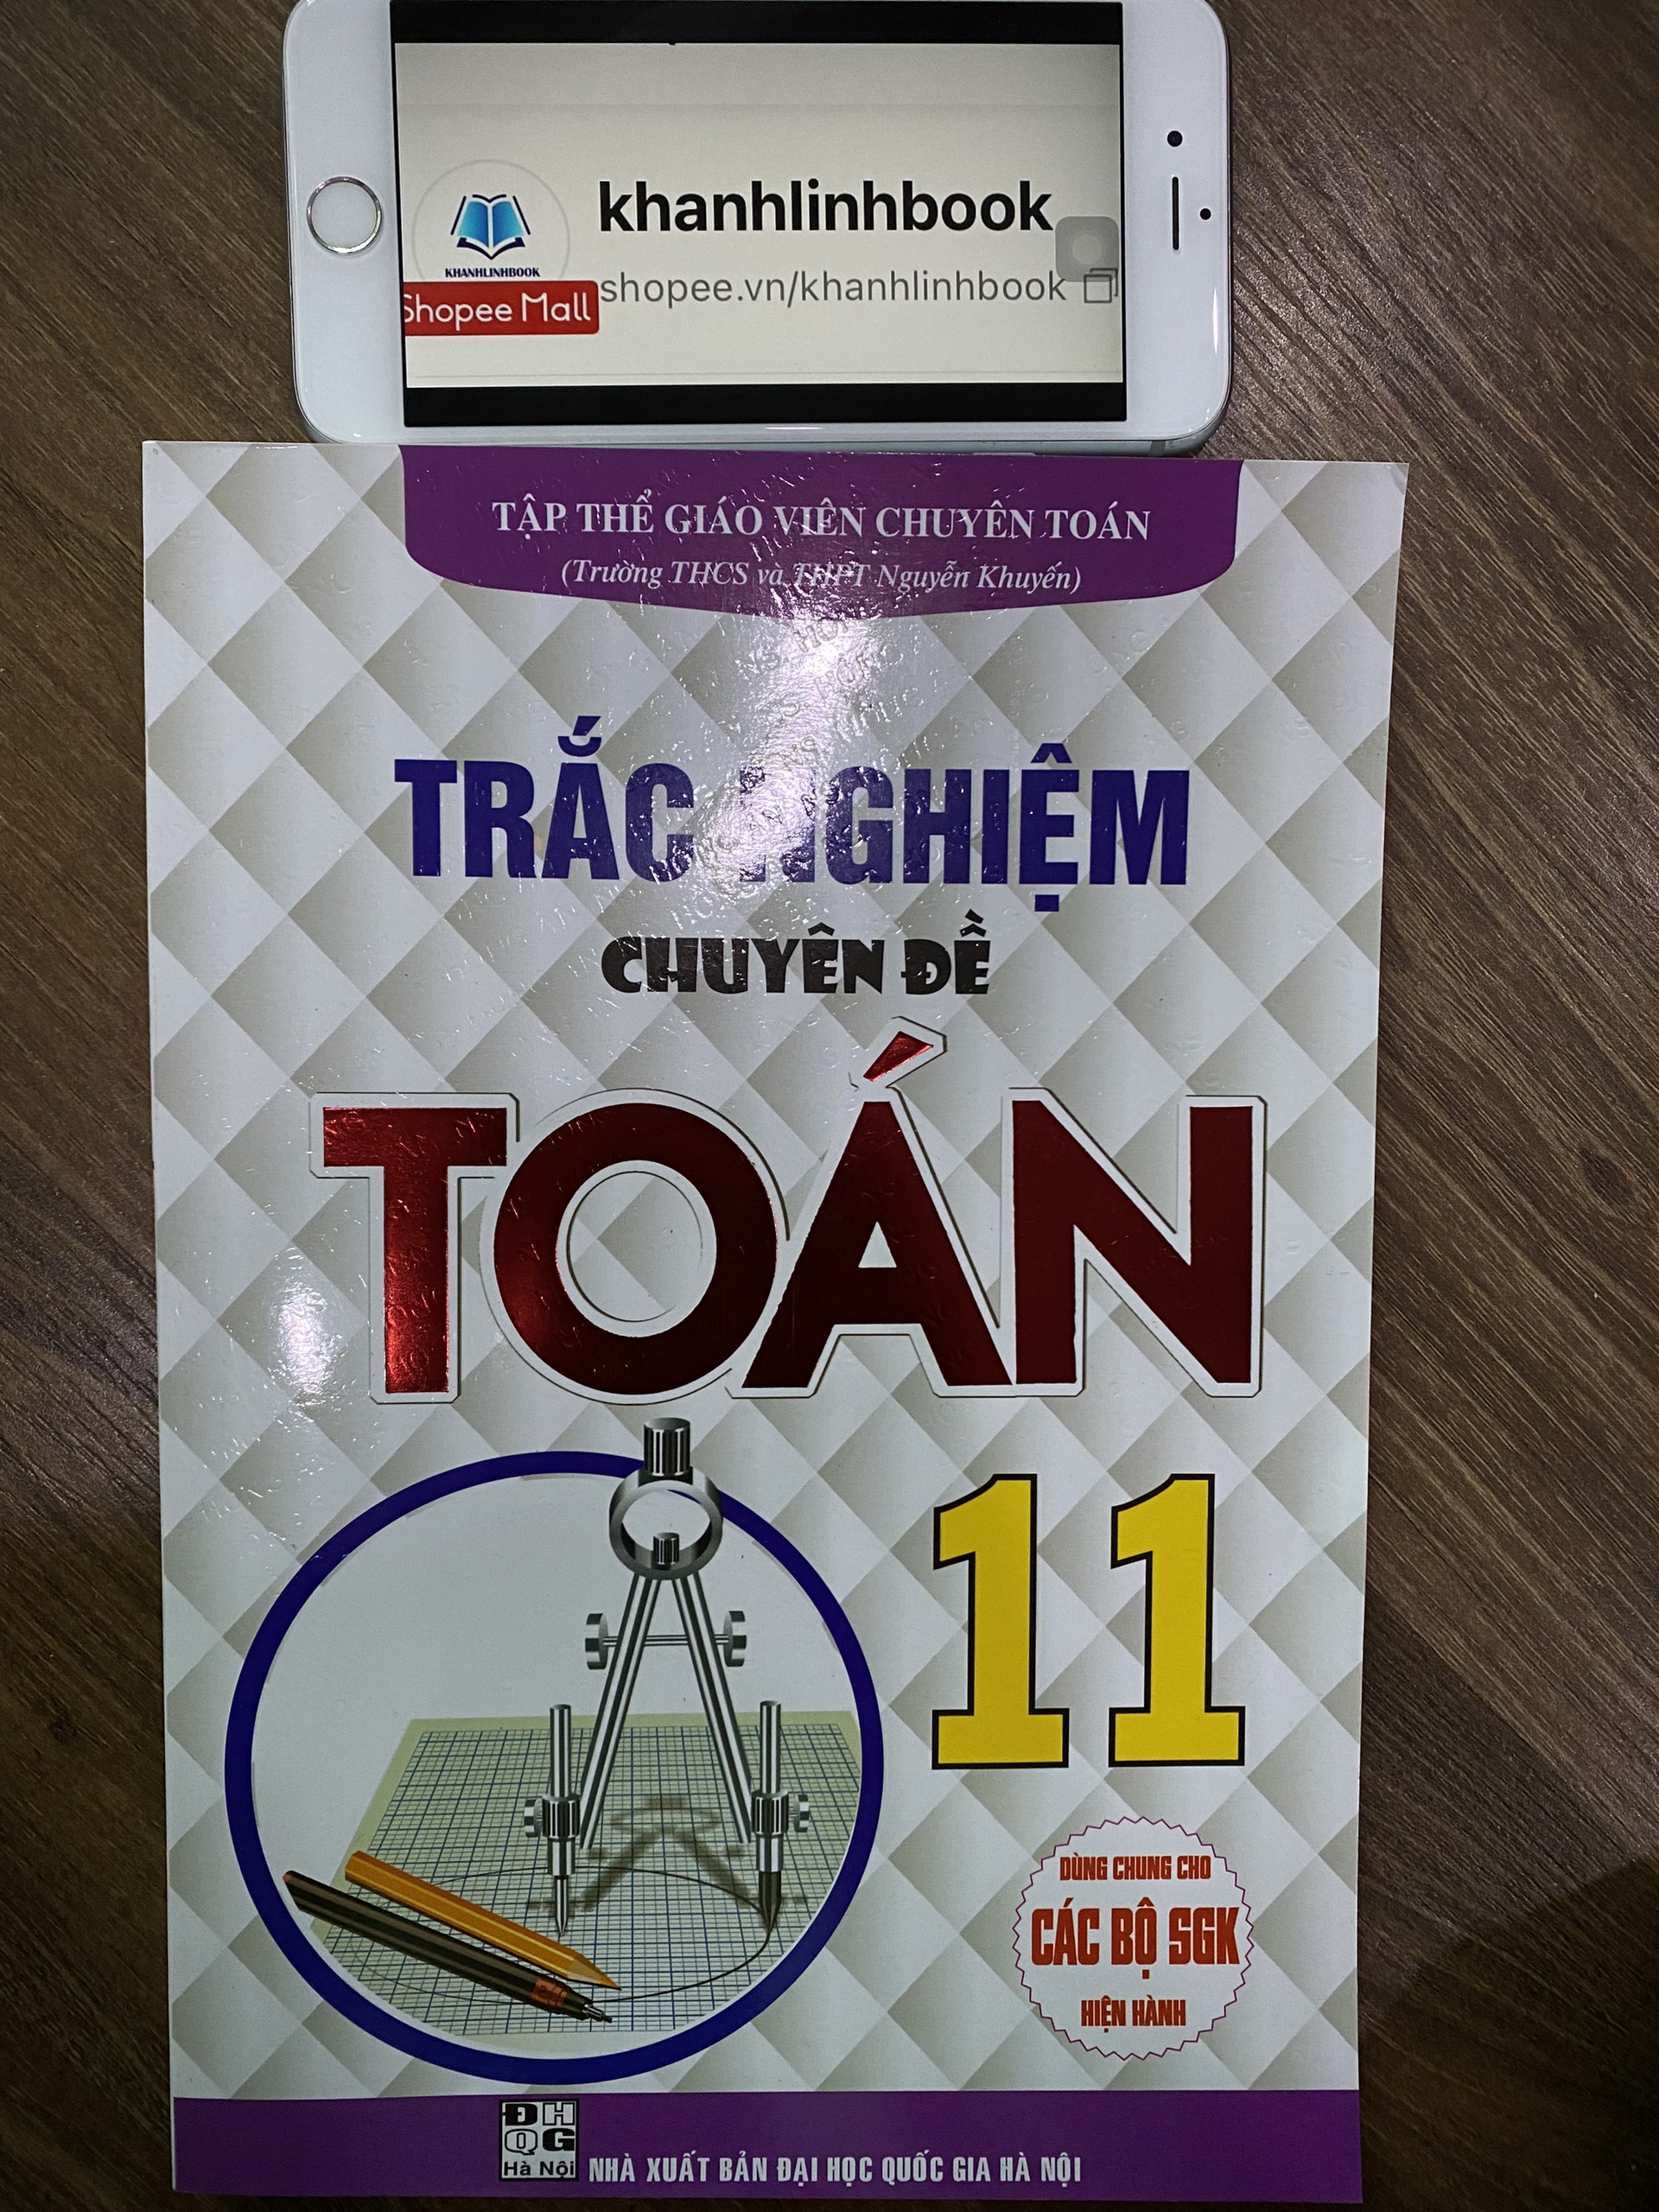 khanhlinhbook
KHANHLINHBOOK
Shopee Mall
shopee.vn/khanhlinhbook
TẬP THỂ GIÁO VIÊN CHUYÊN TOÁN
(Trường THCS và THPT Nguyễn Khuyến)
TRẮC NGHIỆM
CHUYÊN ĐỀ
TOÁN
11
DÙNG CHUNG CHO
CÁC BỘ SGK
HIỆN HÀNH
ĐH
QG
Hà Nội
NHÀ XUẤT BẢN ĐẠI HỌC QUỐC GIA HÀ NỘI